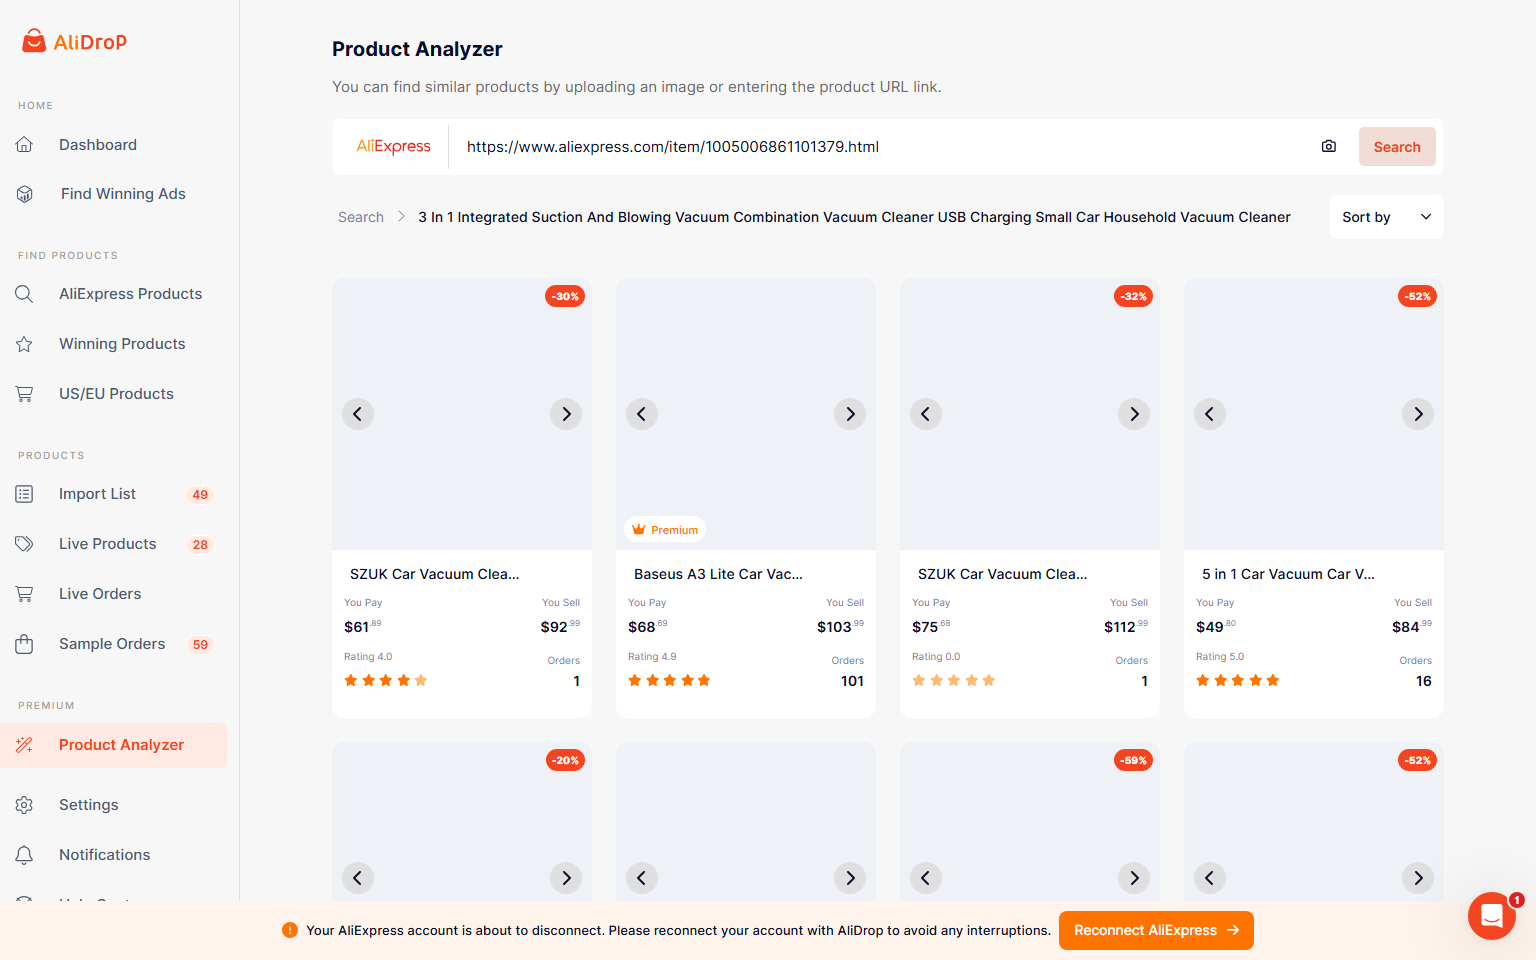 AliDrop
HOME
Dashboard
Find Winning Ads
FIND PRODUCTS
AliExpress Products
Winning Products
US/EU Products
PRODUCTS
Import List 49
Live Products 28
Live Orders
Sample Orders 59
PREMIUM
Product Analyzer
Settings
Notifications
Product Analyzer
You can find similar products by uploading an image or entering the product URL link.
AliExpress https://www.aliexpress.com/item/1005006861101379.html Search
Search 3 In 1 Integrated Suction And Blowing Vacuum Combination Vacuum Cleaner USB Charging Small Car Household Vacuum Cleaner Sort by
-30%
SZUK Car Vacuum Clea...
You Pay You Sell
$61.89 $92.99
Rating 4.0 Orders
1
Premium
Baseus A3 Lite Car Vac...
You Pay You Sell
$68.69 $103.99
Rating 4.9 Orders
101
-32%
SZUK Car Vacuum Clea...
You Pay You Sell
$75.68 $112.99
Rating 0.0 Orders
1
-52%
5 in 1 Car Vacuum Car V...
You Pay You Sell
$49.80 $84.99
Rating 5.0 Orders
16
-20%
-59%
-52%
Your AliExpress account is about to disconnect. Please reconnect your account with AliDrop to avoid any interruptions. Reconnect AliExpress
1